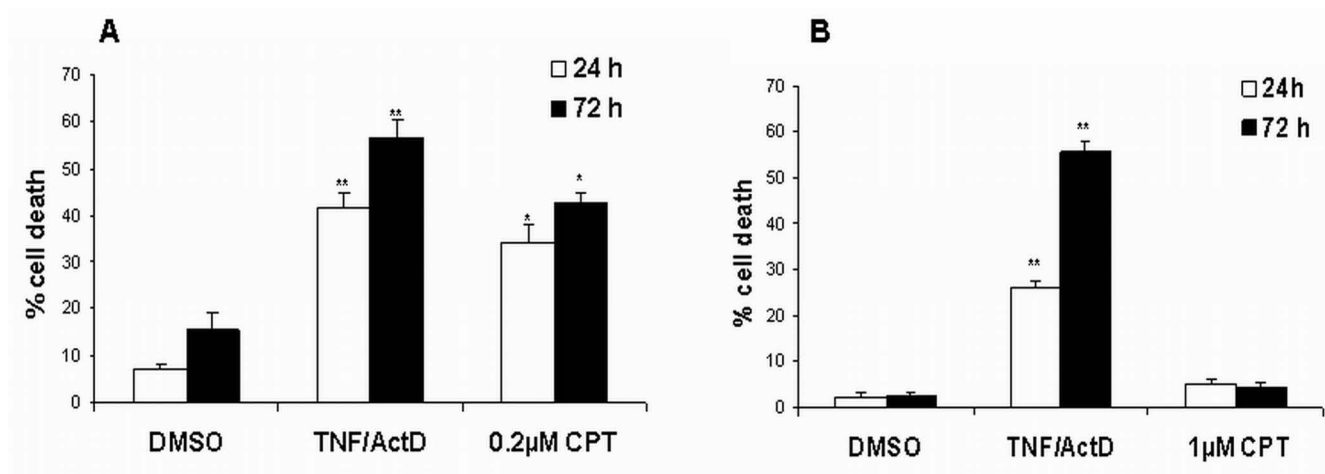 A
24 h
72 h
% cell death
70
60
50
40
30
20
10
0
**
**
*
*
DMSO
TNF/ActD
0.2µM CPT
B
24h
72 h
% cell death
70
60
50
40
30
20
10
0
**
**
DMSO
TNF/ActD
1µM CPT